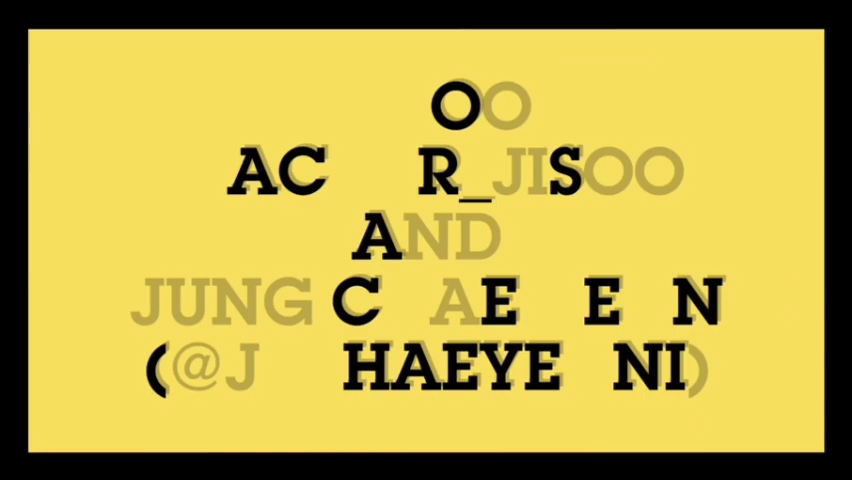 OO
AC R_JISOO
AND
JUNG C AE E N
(@J HAEYE NI)